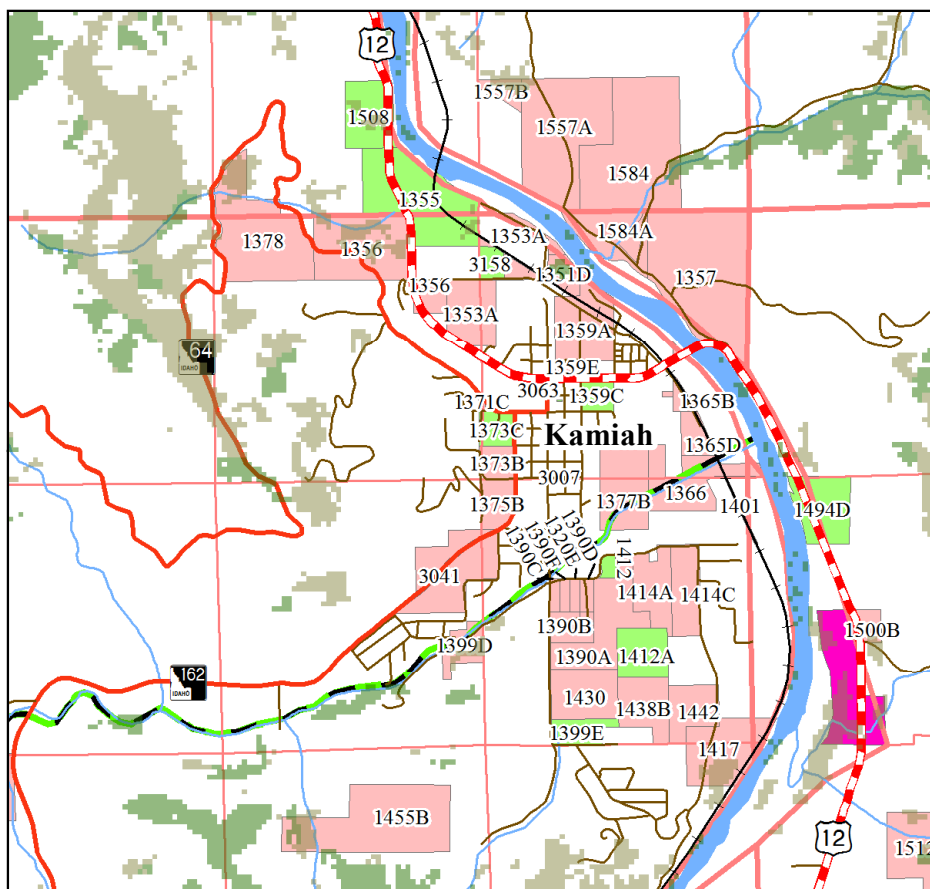 12
1557B
1508
1557A
1584
1355
1378
1356
1353A
1584A
3158
1351D
1357
1356
1353A
1359A
64
IDAHO
1359E
3063
1359C
1371C
1365B
1373C
Kamiah
1365D
1373B
3007
1366
1375B
1377B
1401
1494D
1390D
1320E
1390E
1390C
1412
3041
1414A
1414C
1390B
1500B
1399D
1390A
1412A
162
IDAHO
1430
1438B
1442
1399E
1417
1455B
12
1512